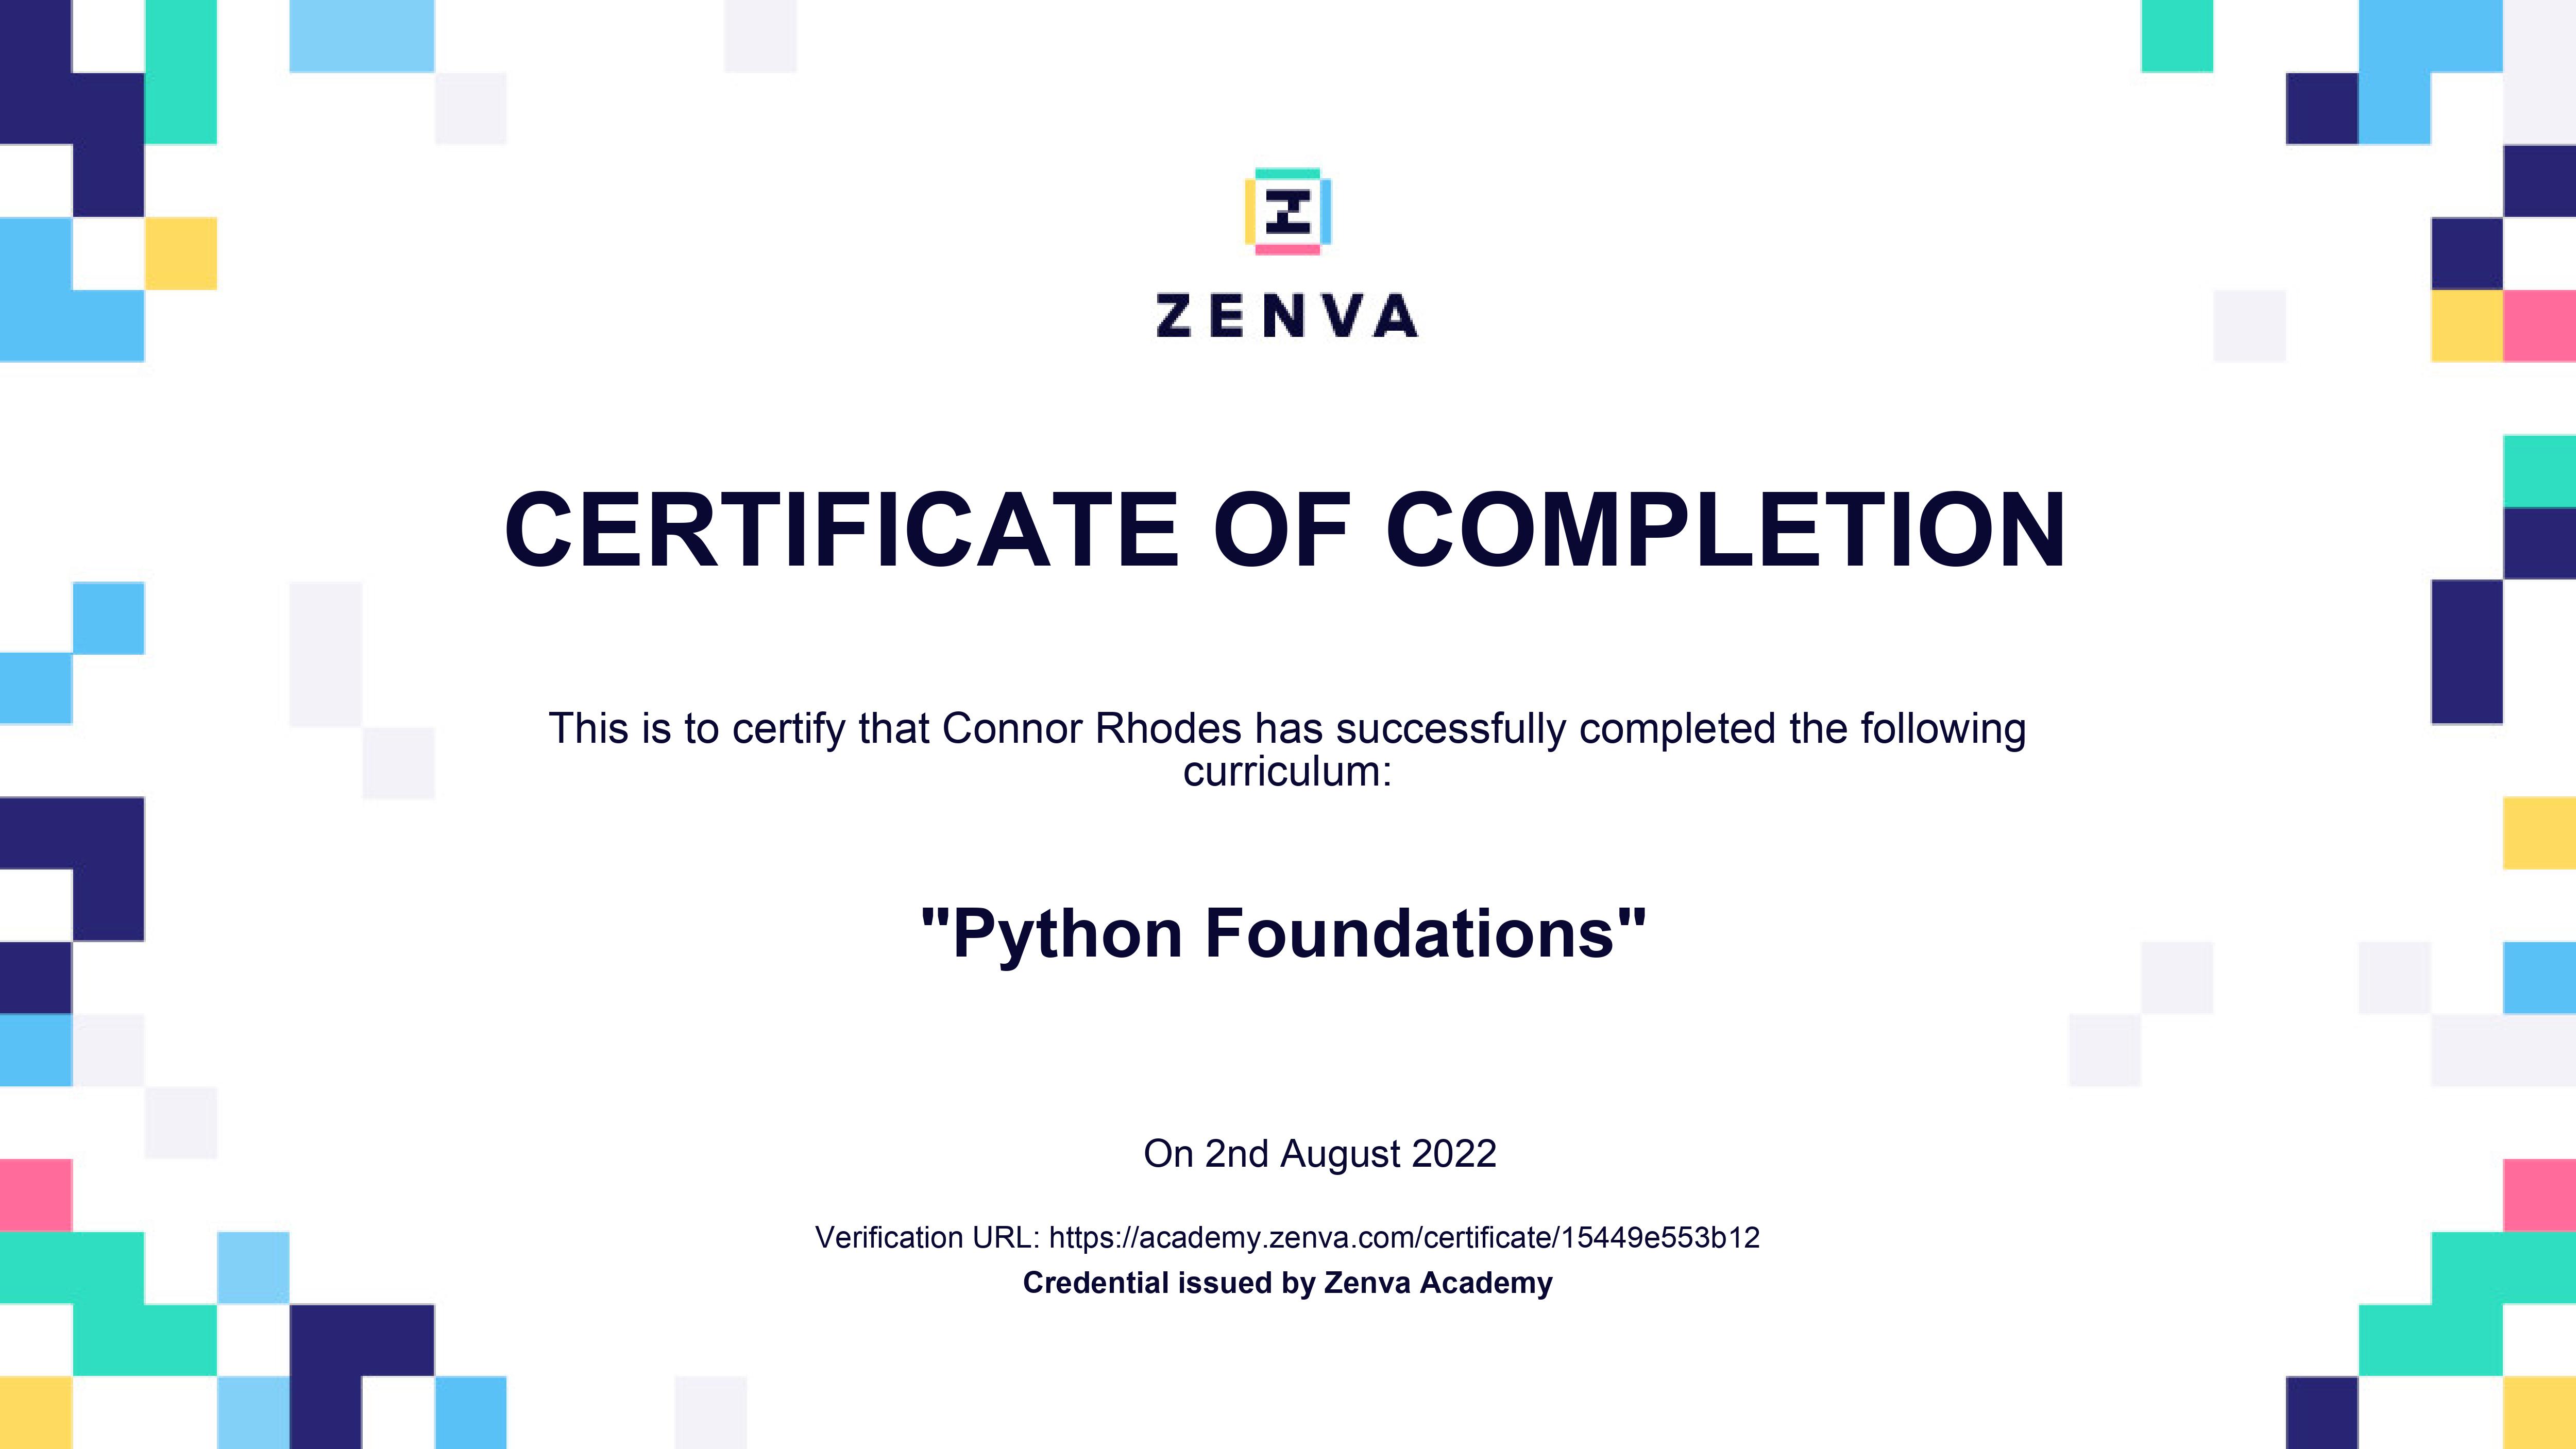 ZENVA
CERTIFICATE OF COMPLETION
This is to certify that Connor Rhodes has successfully completed the following
curriculum:
"Python Foundations"
On 2nd August 2022
Verification URL: https://academy.zenva.com/certificate/15449e553b12
Credential issued by Zenva Academy